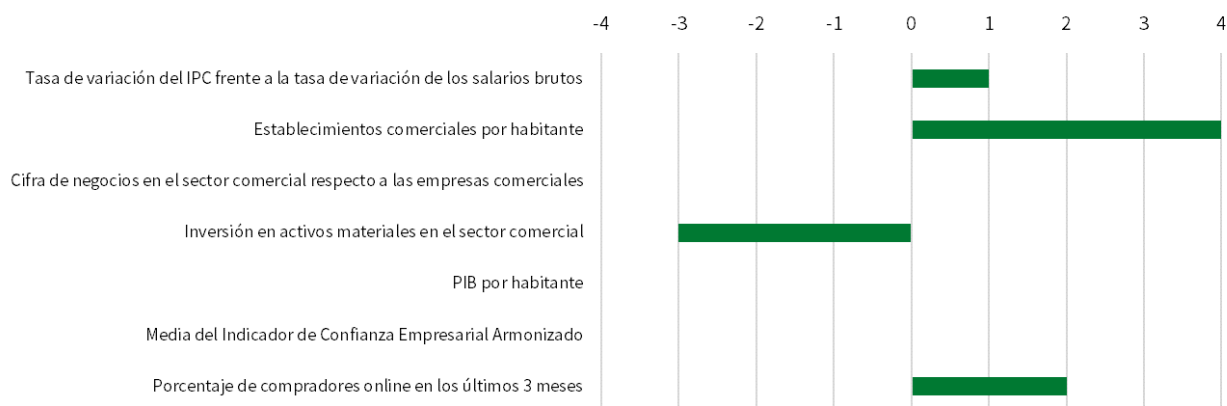 -4 -3 -2 -1 0 1 2 3 4
Tasa de variación del IPC frente a la tasa de variación de los salarios brutos
Establecimientos comerciales por habitante
Cifra de negocios en el sector comercial respecto a las empresas comerciales
Inversión en activos materiales en el sector comercial
PIB por habitante
Media del Indicador de Confianza Empresarial Armonizado
Porcentaje de compradores online en los últimos 3 meses